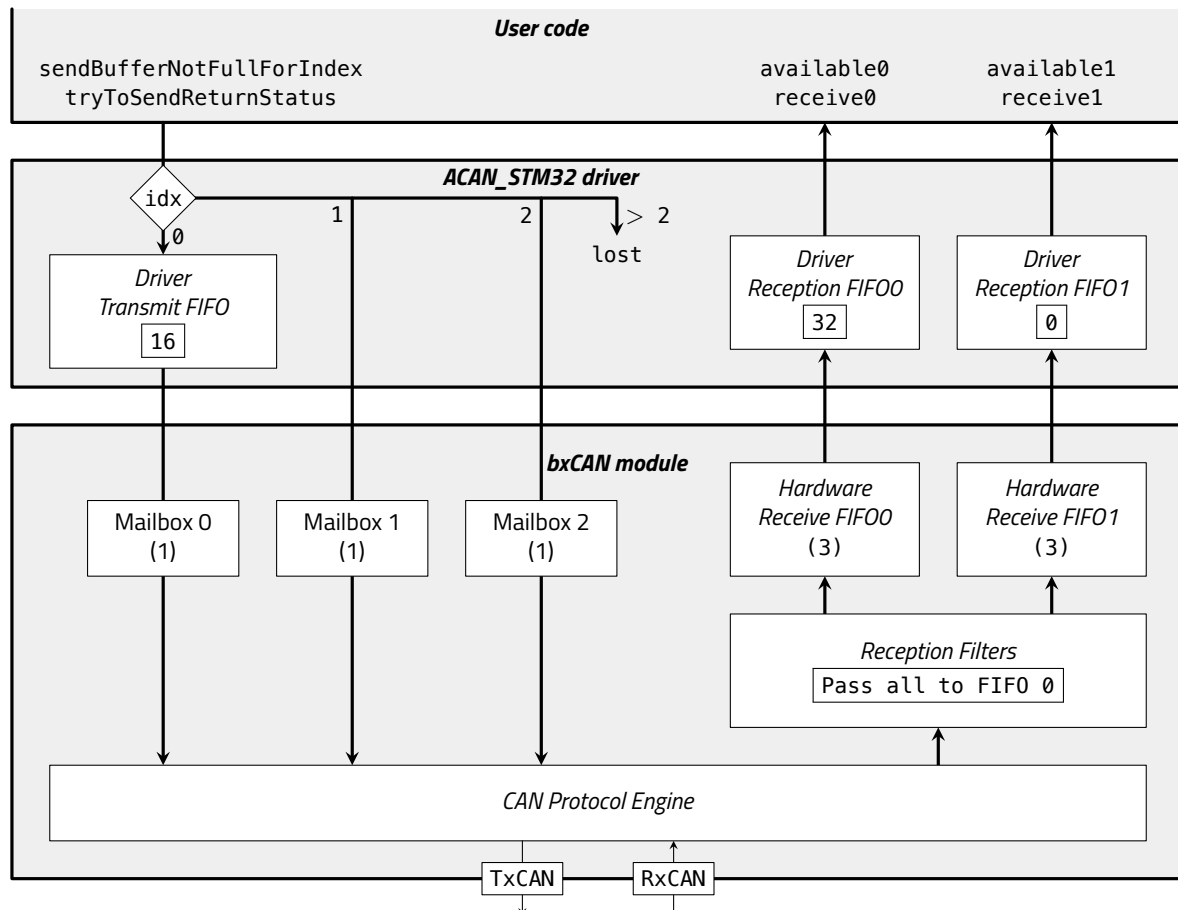 User code
sendBufferNotFullForIndex
tryToSendReturnStatus
available0
receive0
available1
receive1
ACAN_STM32 driver
idx
0
1
2
> 2
lost
Driver
Transmit FIFO
16
Driver
Reception FIFO0
32
Driver
Reception FIFO1
0
bxCAN module
Mailbox 0
(1)
Mailbox 1
(1)
Mailbox 2
(1)
Hardware
Receive FIFO0
(3)
Hardware
Receive FIFO1
(3)
Reception Filters
Pass all to FIFO 0
CAN Protocol Engine
TxCAN
RxCAN